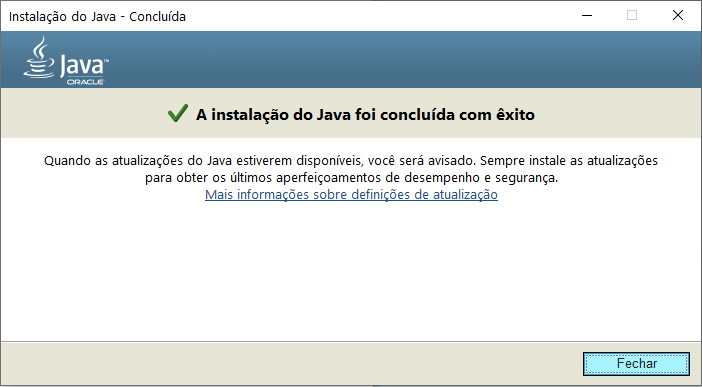 Instalação do Java - Concluída
Java™
ORACLE
A instalação do Java foi concluída com êxito
Quando as atualizações do Java estiverem disponíveis, você será avisado. Sempre instale as atualizações
para obter os últimos aperfeiçoamentos de desempenho e segurança.
Mais informações sobre definições de atualização
Fechar